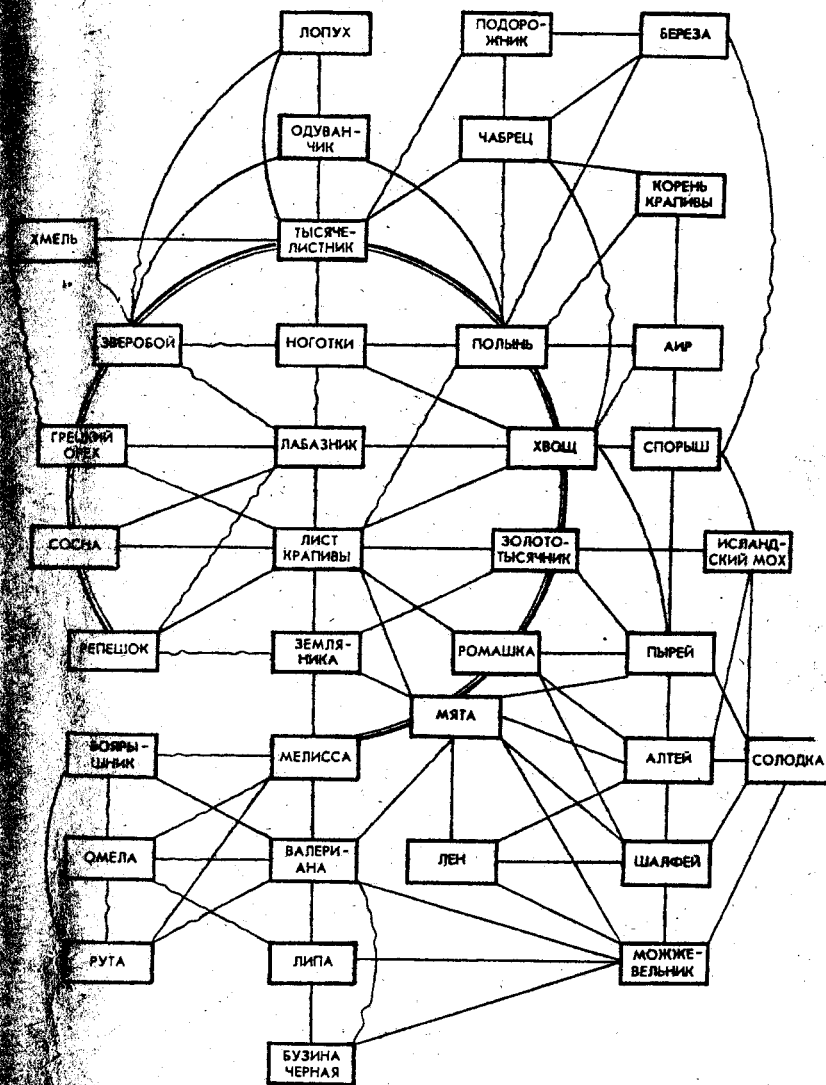 ЛОПУХ
ПОДОРО-
ЖНИК
БЕРЕЗА
ОДУВАН-
ЧИК
ЧАБРЕЦ
КОРЕНЬ
КРАПИВЫ
ХМЕЛЬ
ТЫСЯЧЕ-
ЛИСТНИК
ЗВЕРОБОЙ
НОГОТКИ
ПОЛЫНЬ
АИР
ГРЕЦКИЙ
ОРЕХ
ЛАБАЗНИК
ХВОЩ
СПОРЫШ
СОСНА
ЛИСТ
КРАПИВЫ
ЗОЛОТО-
ТЫСЯЧНИК
ИСЛАНД-
СКИЙ МОХ
РЕПЕШОК
ЗЕМЛЯ-
НИКА
РОМАШКА
ПЫРЕЙ
МЯТА
БОЯРЫ-
ШНИК
МЕЛИССА
АЛТЕЙ
СОЛОДКА
ОМЕЛА
ВАЛЕРИ-
АНА
ЛЕН
ШАЛФЕЙ
РУТА
ЛИПА
МОЖЖЕ-
ВЕЛЬНИК
БУЗИНА
ЧЕРНАЯ